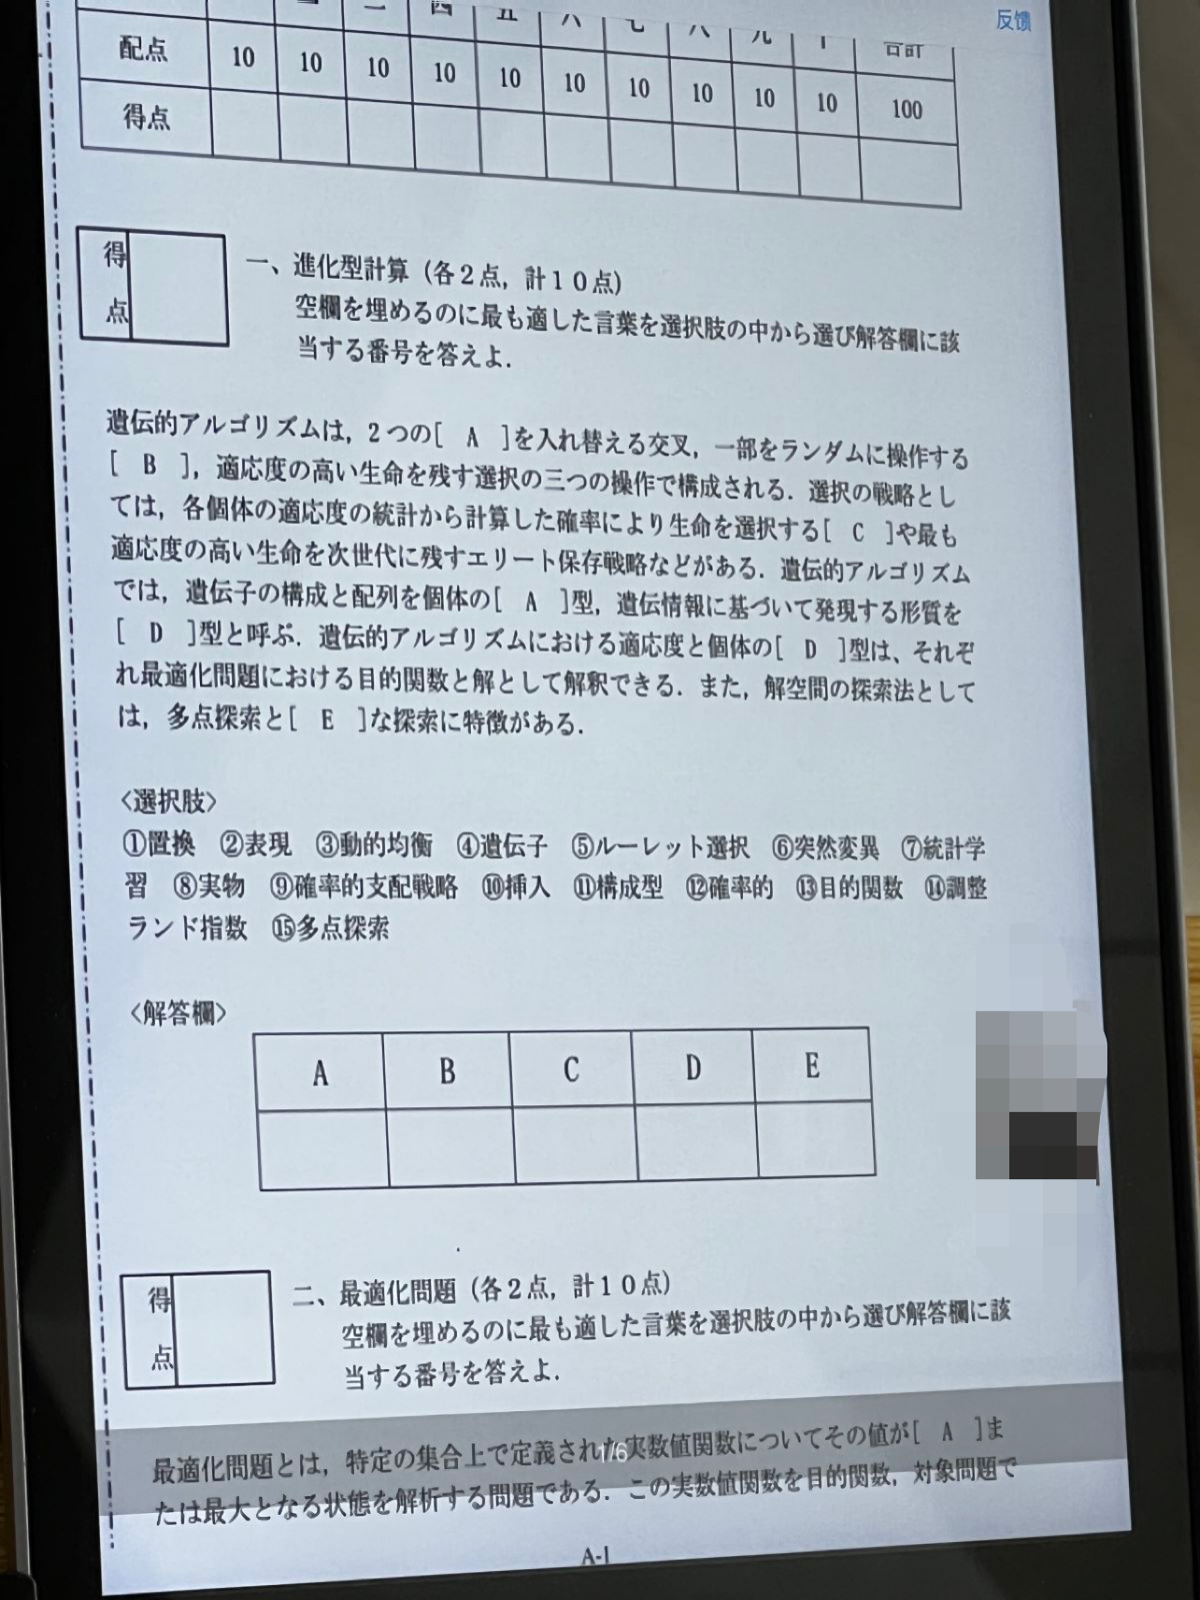 反馈
四 五 六 七 八 九 十 合計
配点 10 10 10 10 10 10 10 10 10 10 100
得点
得点
一、進化型計算（各２点，計１０点）
空欄を埋めるのに最も適した言葉を選択肢の中から選び解答欄に該
当する番号を答えよ．
遺伝的アルゴリズムは，2つの[ A ]を入れ替える交叉，一部をランダムに操作する
[ B ]，適応度の高い生命を残す選択の三つの操作で構成される．選択の戦略とし
ては，各個体の適応度の統計から計算した確率により生命を選択する[ C ]や最も
適応度の高い生命を次世代に残すエリート保存戦略などがある．遺伝的アルゴリズム
では，遺伝子の構成と配列を個体の[ A ]型，遺伝情報に基づいて発現する形質を
[ D ]型と呼ぶ．遺伝的アルゴリズムにおける適応度と個体の[ D ]型は、それぞ
れ最適化問題における目的関数と解として解釈できる．また，解空間の探索法として
は，多点探索と[ E ]な探索に特徴がある．
〈選択肢〉
①置換 ②表現 ③動的均衡 ④遺伝子 ⑤ルーレット選択 ⑥突然変異 ⑦統計学
習 ⑧実物 ⑨確率的支配戦略 ⑩挿入 ⑪構成型 ⑫確率的 ⑬目的関数 ⑭調整
ランド指数 ⑮多点探索
〈解答欄〉
A B C D E
得点
二、最適化問題（各２点，計１０点）
空欄を埋めるのに最も適した言葉を選択肢の中から選び解答欄に該
当する番号を答えよ．
最適化問題とは，特定の集合上で定義された実数値関数についてその値が[ A ]ま
1/6
たは最大となる状態を解析する問題である．この実数値関数を目的関数，対象問題で
A-1